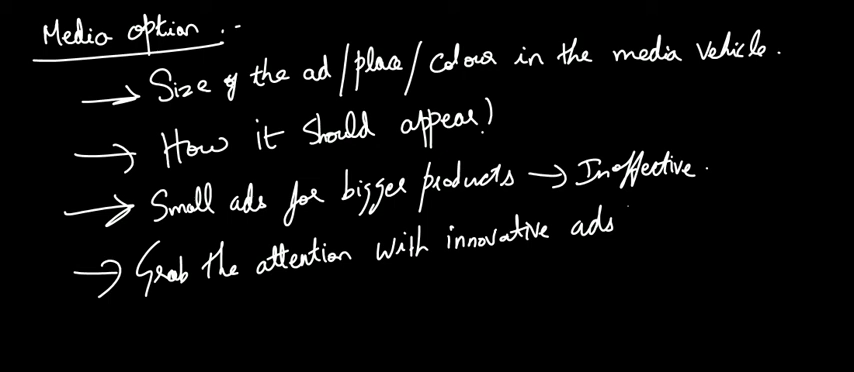 Media option :-
→ Size of the ad/place/colour in the media vehicle.
→ How it should appear?
→ Small ads for bigger products → Ineffective.
→ Grab the attention with innovative ads